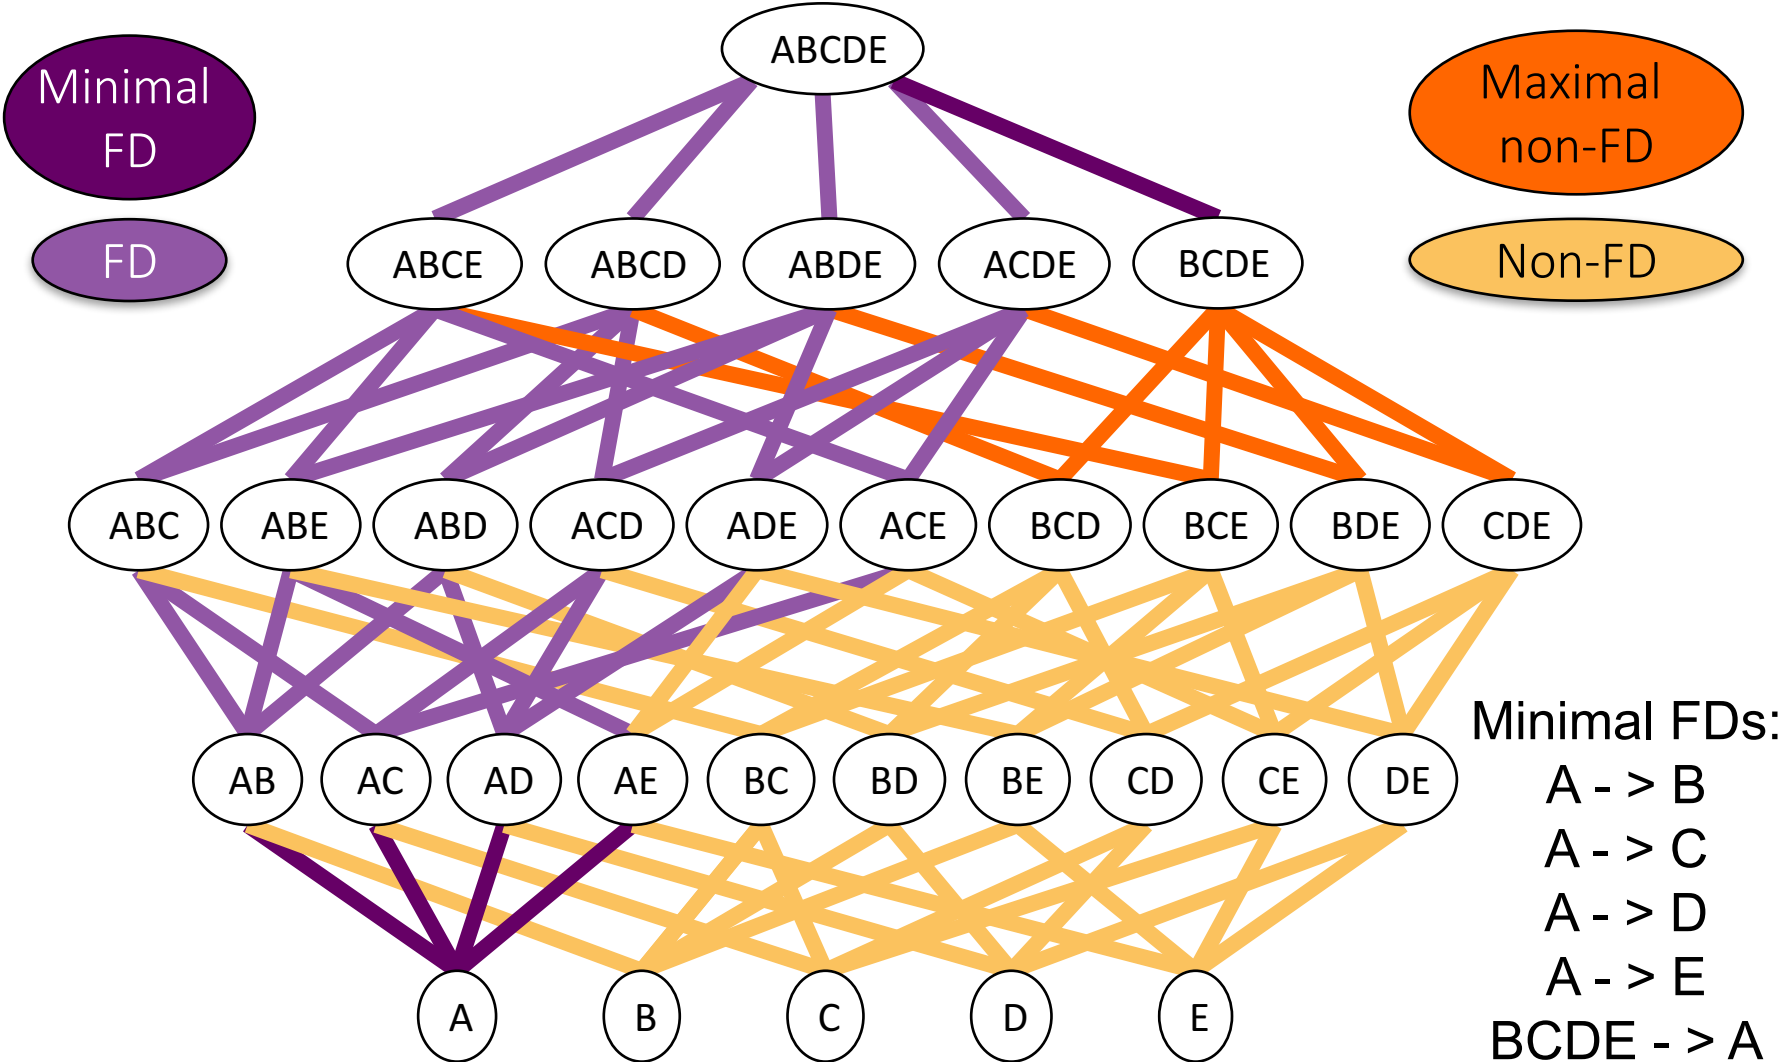 ABCDE
Minimal
FD
Maximal
non-FD
FD
ABCE ABCD ABDE ACDE BCDE
Non-FD
ABC ABE ABD ACD ADE ACE BCD BCE BDE CDE
Minimal FDs:
AB AC AD AE BC BD BE CD CE DE
A - > B
A - > C
A - > D
A - > E
A B C D E
BCDE - > A